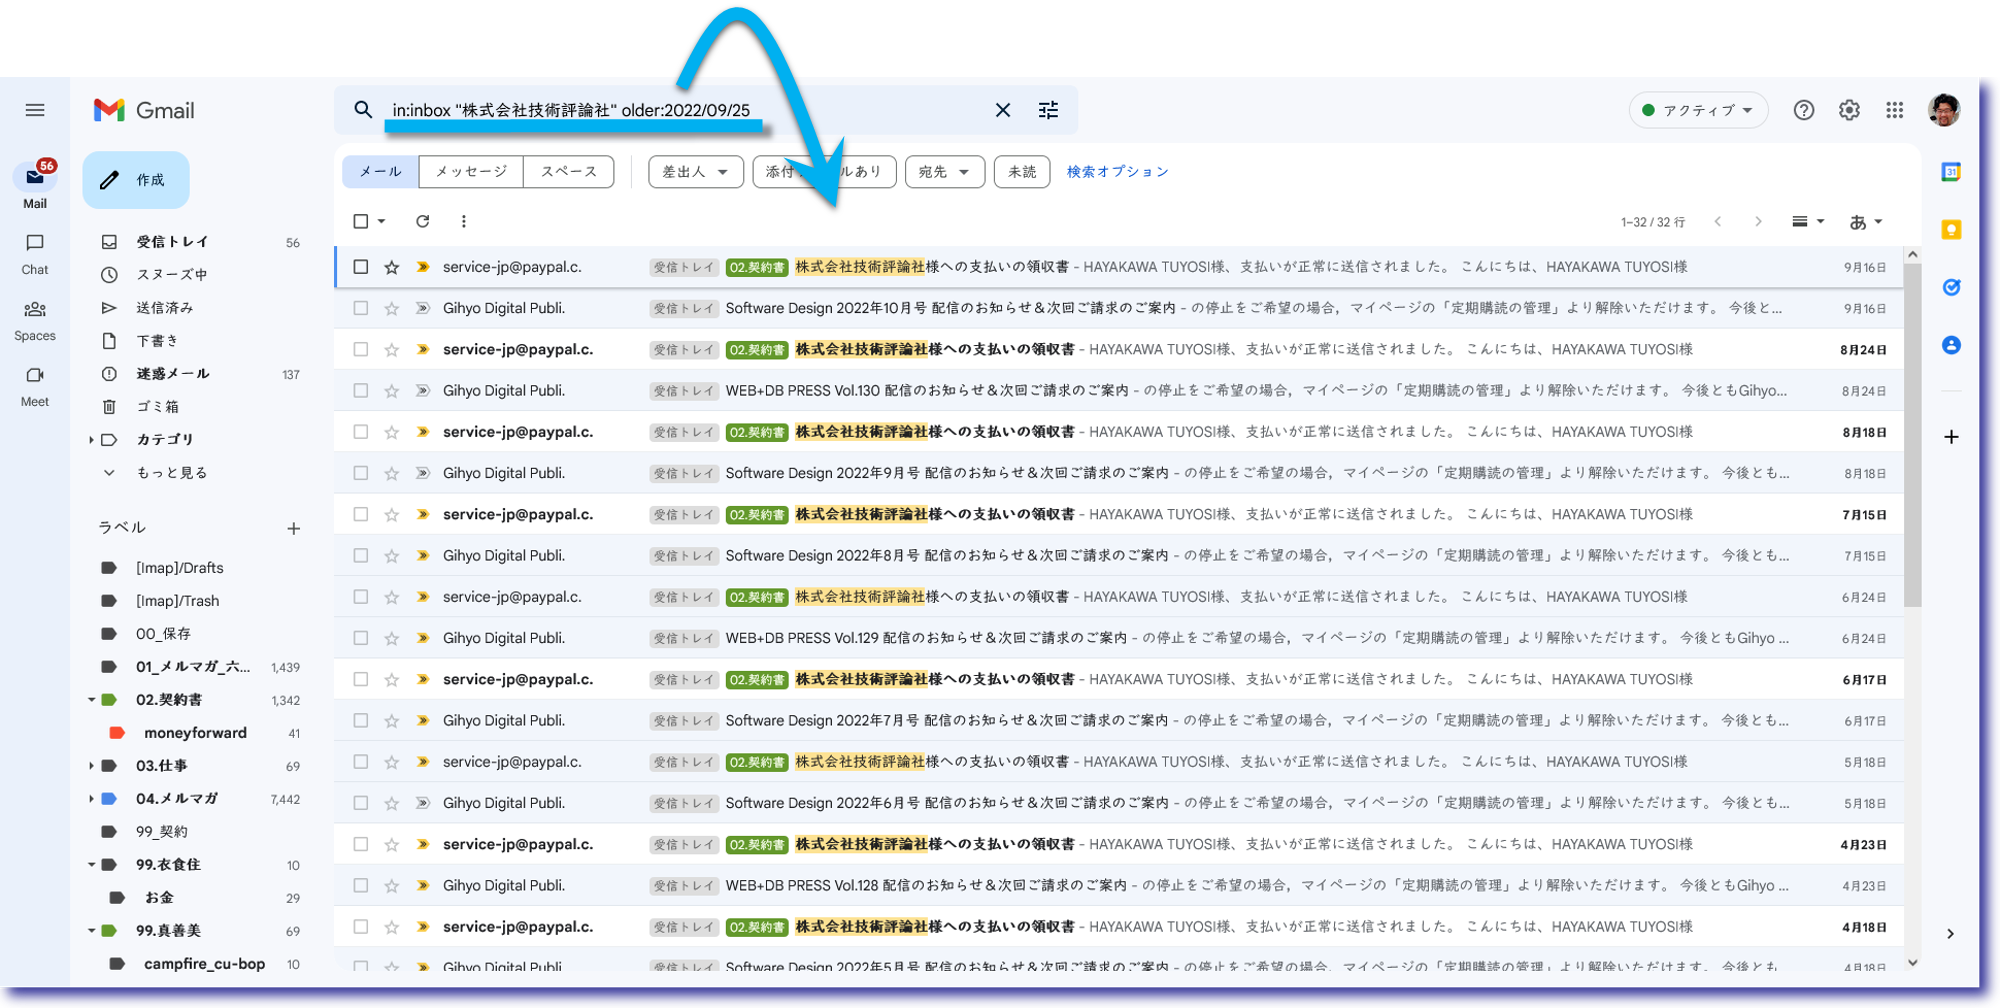 Gmail
in:inbox "株式会社技術評論社" older:2022/09/25
アクティブ
56
Mail
Chat
Spaces
Meet
作成
受信トレイ 56
スヌーズ中
送信済み
下書き
迷惑メール 137
ゴミ箱
カテゴリ
もっと見る
ラベル
[Imap]/Drafts
[Imap]/Trash
00_保存
01_メルマガ_六... 1,439
02.契約書 1,342
moneyforward 41
03.仕事 69
04.メルマガ 7,442
99_契約
99.衣食住 10
お金 29
99.真善美 69
campfire_cu-bop 10
メール メッセージ スペース 差出人 添付 ルあり 宛先 未読 検索オプション
1–32 / 32 行 あ
service-jp@paypal.c. 受信トレイ 02.契約書 株式会社技術評論社様への支払いの領収書 - HAYAKAWA TUYOSI様、支払いが正常に送信されました。 こんにちは、HAYAKAWA TUYOSI様 9月16日
Gihyo Digital Publi. 受信トレイ Software Design 2022年10月号 配信のお知らせ＆次回ご請求のご案内 - の停止をご希望の場合，マイページの「定期購読の管理」より解除いただけます。 今後と... 9月16日
service-jp@paypal.c. 受信トレイ 02.契約書 株式会社技術評論社様への支払いの領収書 - HAYAKAWA TUYOSI様、支払いが正常に送信されました。 こんにちは、HAYAKAWA TUYOSI様 8月24日
Gihyo Digital Publi. 受信トレイ WEB+DB PRESS Vol.130 配信のお知らせ＆次回ご請求のご案内 - の停止をご希望の場合，マイページの「定期購読の管理」より解除いただけます。 今後ともGihyo... 8月24日
service-jp@paypal.c. 受信トレイ 02.契約書 株式会社技術評論社様への支払いの領収書 - HAYAKAWA TUYOSI様、支払いが正常に送信されました。 こんにちは、HAYAKAWA TUYOSI様 8月18日
Gihyo Digital Publi. 受信トレイ Software Design 2022年9月号 配信のお知らせ＆次回ご請求のご案内 - の停止をご希望の場合，マイページの「定期購読の管理」より解除いただけます。 今後とも... 8月18日
service-jp@paypal.c. 受信トレイ 02.契約書 株式会社技術評論社様への支払いの領収書 - HAYAKAWA TUYOSI様、支払いが正常に送信されました。 こんにちは、HAYAKAWA TUYOSI様 7月15日
Gihyo Digital Publi. 受信トレイ Software Design 2022年8月号 配信のお知らせ＆次回ご請求のご案内 - の停止をご希望の場合，マイページの「定期購読の管理」より解除いただけます。 今後とも... 7月15日
service-jp@paypal.c. 受信トレイ 02.契約書 株式会社技術評論社様への支払いの領収書 - HAYAKAWA TUYOSI様、支払いが正常に送信されました。 こんにちは、HAYAKAWA TUYOSI様 6月24日
Gihyo Digital Publi. 受信トレイ WEB+DB PRESS Vol.129 配信のお知らせ＆次回ご請求のご案内 - の停止をご希望の場合，マイページの「定期購読の管理」より解除いただけます。 今後ともGihyo ... 6月24日
service-jp@paypal.c. 受信トレイ 02.契約書 株式会社技術評論社様への支払いの領収書 - HAYAKAWA TUYOSI様、支払いが正常に送信されました。 こんにちは、HAYAKAWA TUYOSI様 6月17日
Gihyo Digital Publi. 受信トレイ Software Design 2022年7月号 配信のお知らせ＆次回ご請求のご案内 - の停止をご希望の場合，マイページの「定期購読の管理」より解除いただけます。 今後とも... 6月17日
service-jp@paypal.c. 受信トレイ 02.契約書 株式会社技術評論社様への支払いの領収書 - HAYAKAWA TUYOSI様、支払いが正常に送信されました。 こんにちは、HAYAKAWA TUYOSI様 5月18日
Gihyo Digital Publi. 受信トレイ Software Design 2022年6月号 配信のお知らせ＆次回ご請求のご案内 - の停止をご希望の場合，マイページの「定期購読の管理」より解除いただけます。 今後とも... 5月18日
service-jp@paypal.c. 受信トレイ 02.契約書 株式会社技術評論社様への支払いの領収書 - HAYAKAWA TUYOSI様、支払いが正常に送信されました。 こんにちは、HAYAKAWA TUYOSI様 4月23日
Gihyo Digital Publi. 受信トレイ WEB+DB PRESS Vol.128 配信のお知らせ＆次回ご請求のご案内 - の停止をご希望の場合，マイページの「定期購読の管理」より解除いただけます。 今後ともGihyo ... 4月23日
service-jp@paypal.c. 受信トレイ 02.契約書 株式会社技術評論社様への支払いの領収書 - HAYAKAWA TUYOSI様、支払いが正常に送信されました。 こんにちは、HAYAKAWA TUYOSI様 4月18日
Gihyo Digital Publi. 受信トレイ Software Design 2022年5月号 配信のお知らせ＆次回ご請求のご案内 - の停止をご希望の場合，マイページの「定期購読の管理」より解除いただけます。 今後とも 4月18日
31